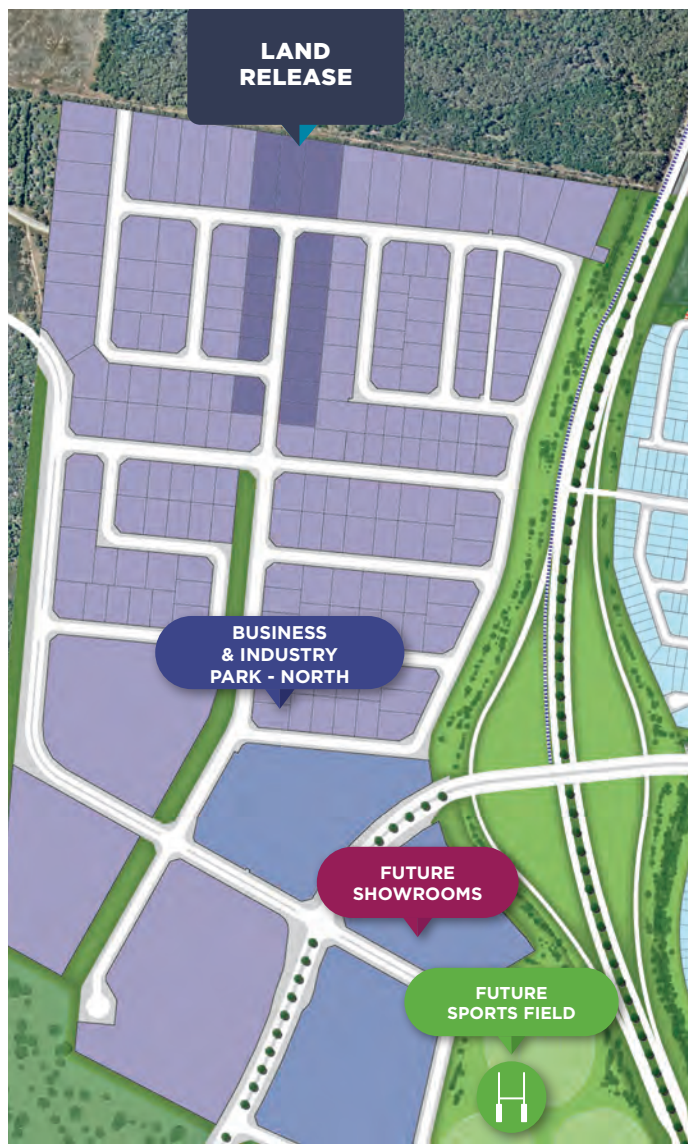 LAND
RELEASE
BUSINESS
& INDUSTRY
PARK - NORTH
FUTURE
SHOWROOMS
FUTURE
SPORTS FIELD